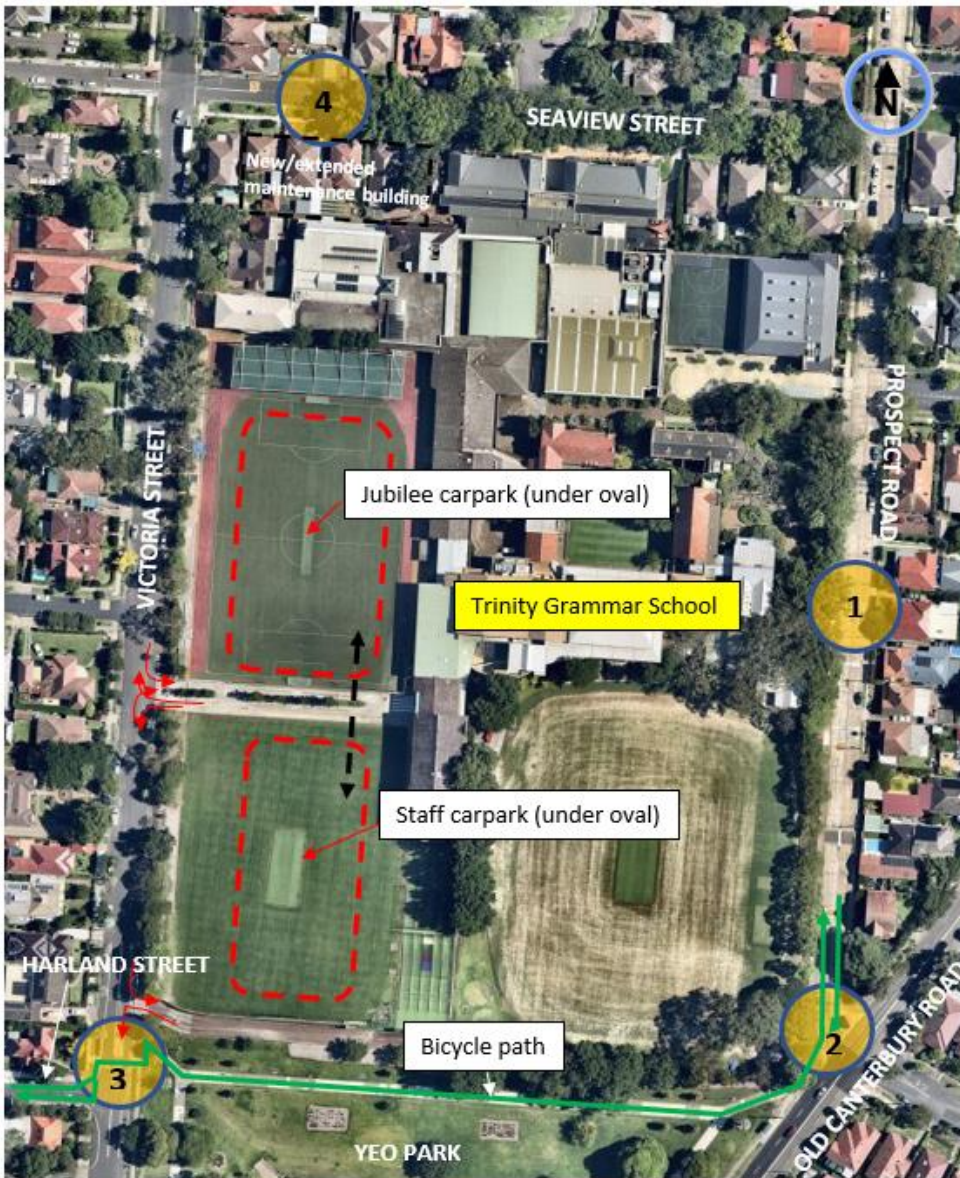 4
N
SEAVIEW STREET
New/extended
maintenance building
PROSPECT ROAD
VICTORIA STREET
Jubilee carpark (under oval)
Trinity Grammar School
1
Staff carpark (under oval)
HARLAND STREET
Bicycle path
2
3
OLD CANTERBURY ROAD
YEO PARK